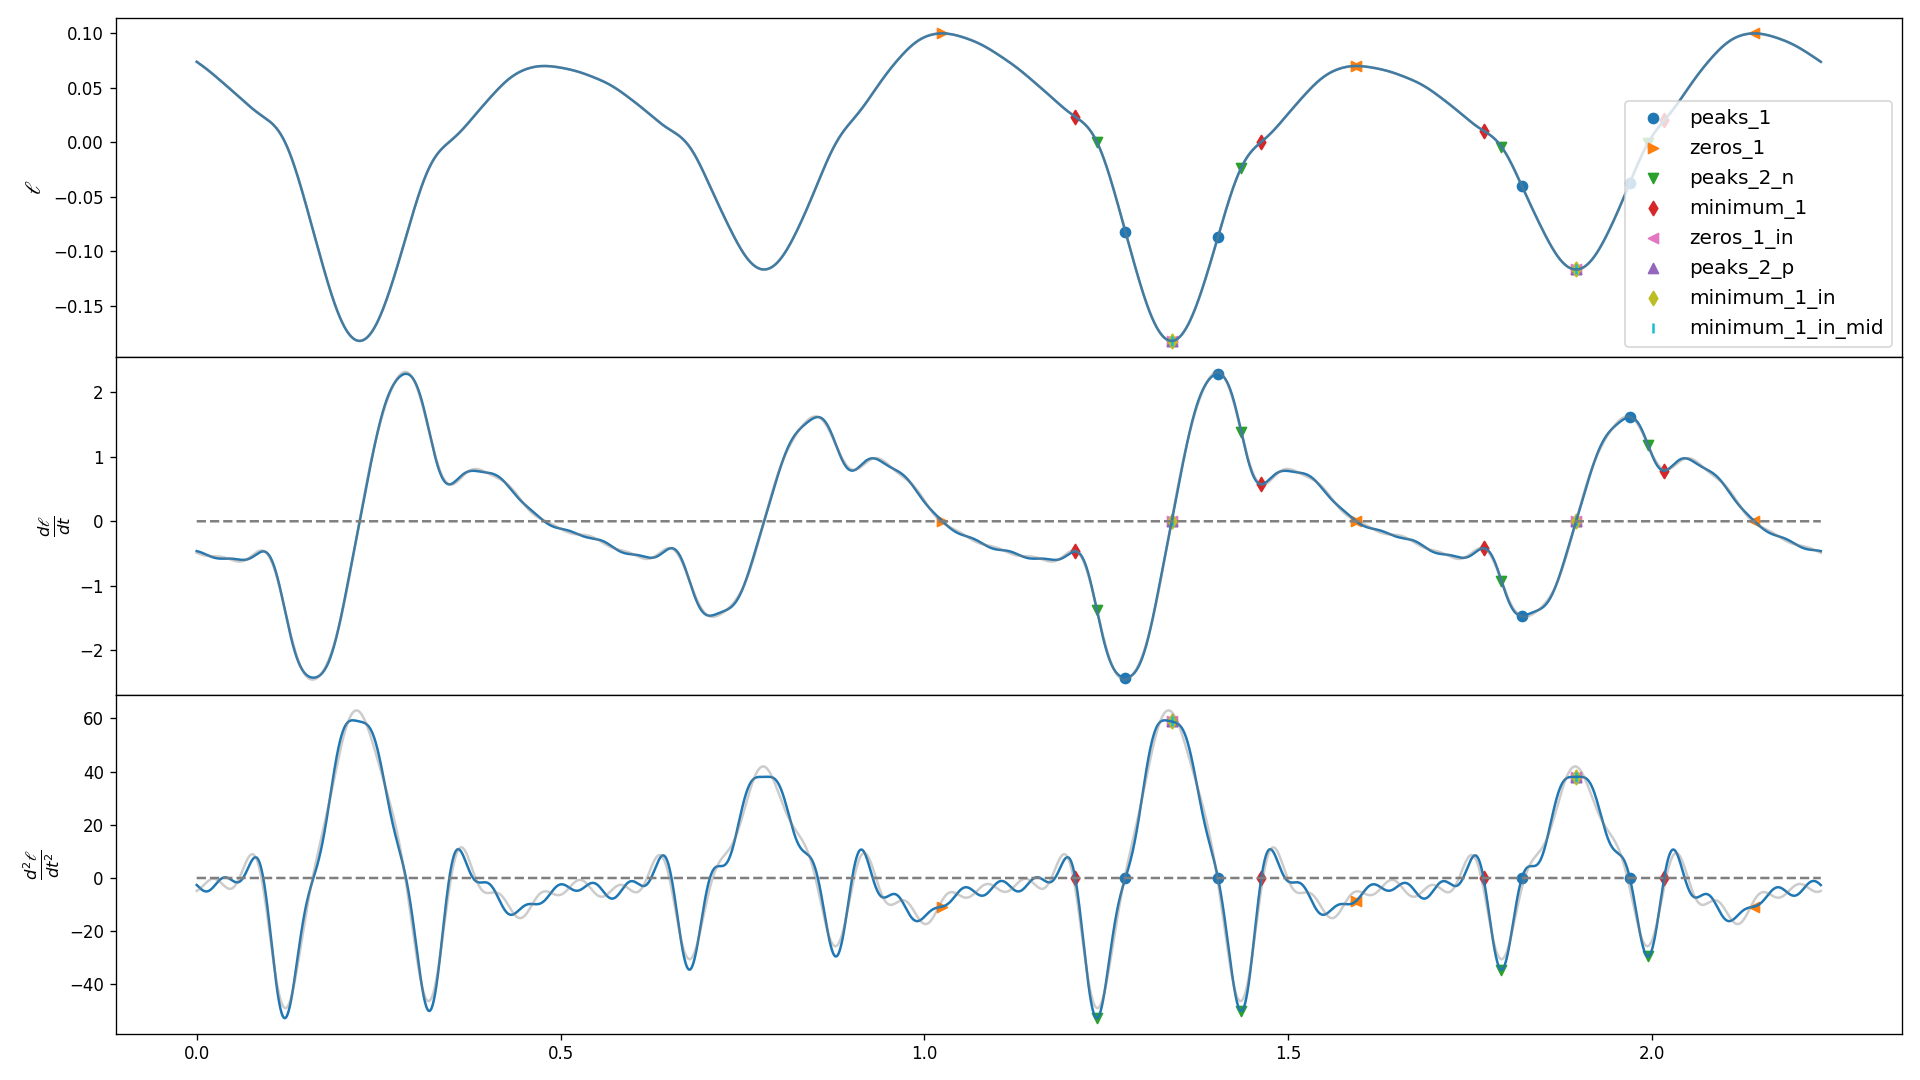 0.10
0.05
0.00
−0.05
−0.10
−0.15
ℓ
peaks_1
zeros_1
peaks_2_n
minimum_1
zeros_1_in
peaks_2_p
minimum_1_in
minimum_1_in_mid
2
1
0
−1
−2
dℓ/dt
60
40
20
0
−20
−40
d²ℓ/dt²
0.0 0.5 1.0 1.5 2.0